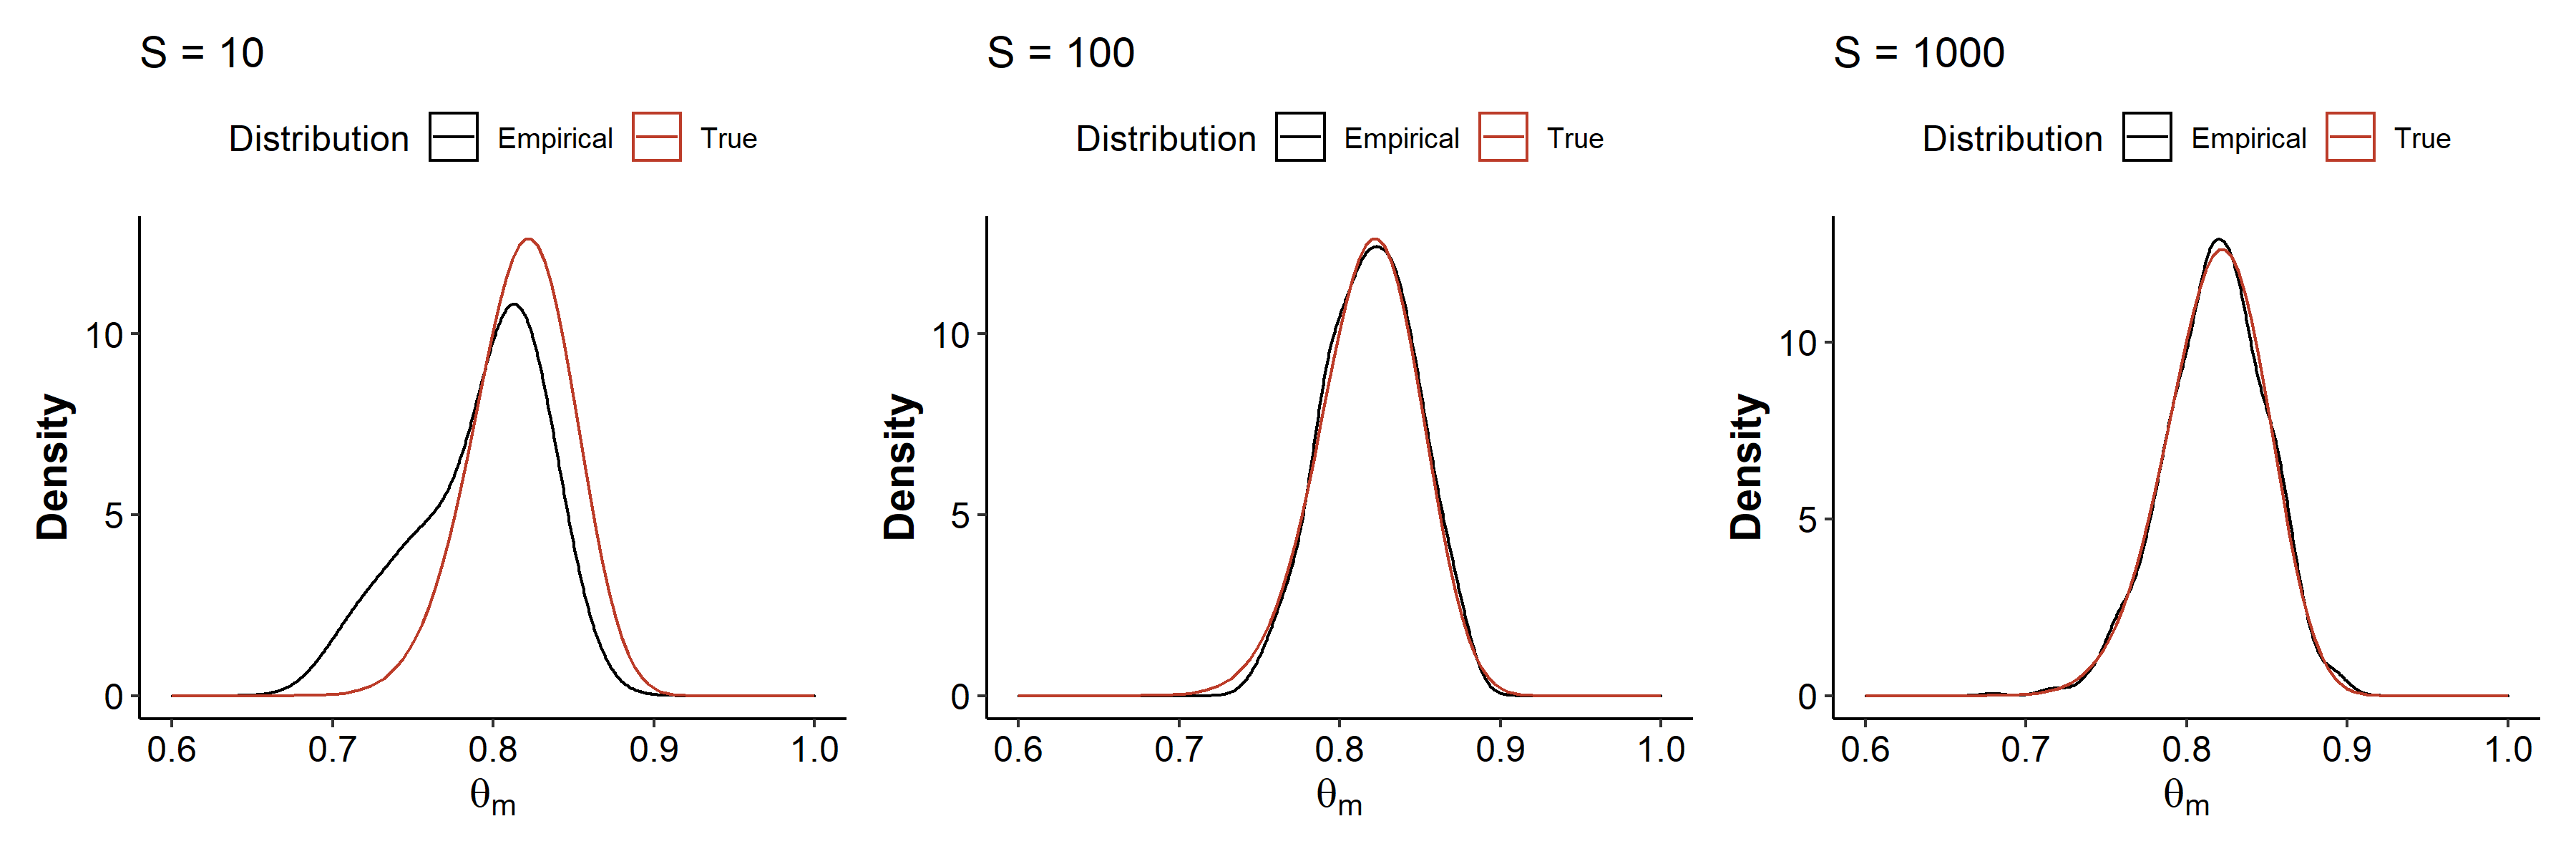 S = 10
Distribution Empirical True
Density
10
5
0
0.6 0.7 0.8 0.9 1.0
θm
S = 100
Distribution Empirical True
Density
10
5
0
0.6 0.7 0.8 0.9 1.0
θm
S = 1000
Distribution Empirical True
Density
10
5
0
0.6 0.7 0.8 0.9 1.0
θm